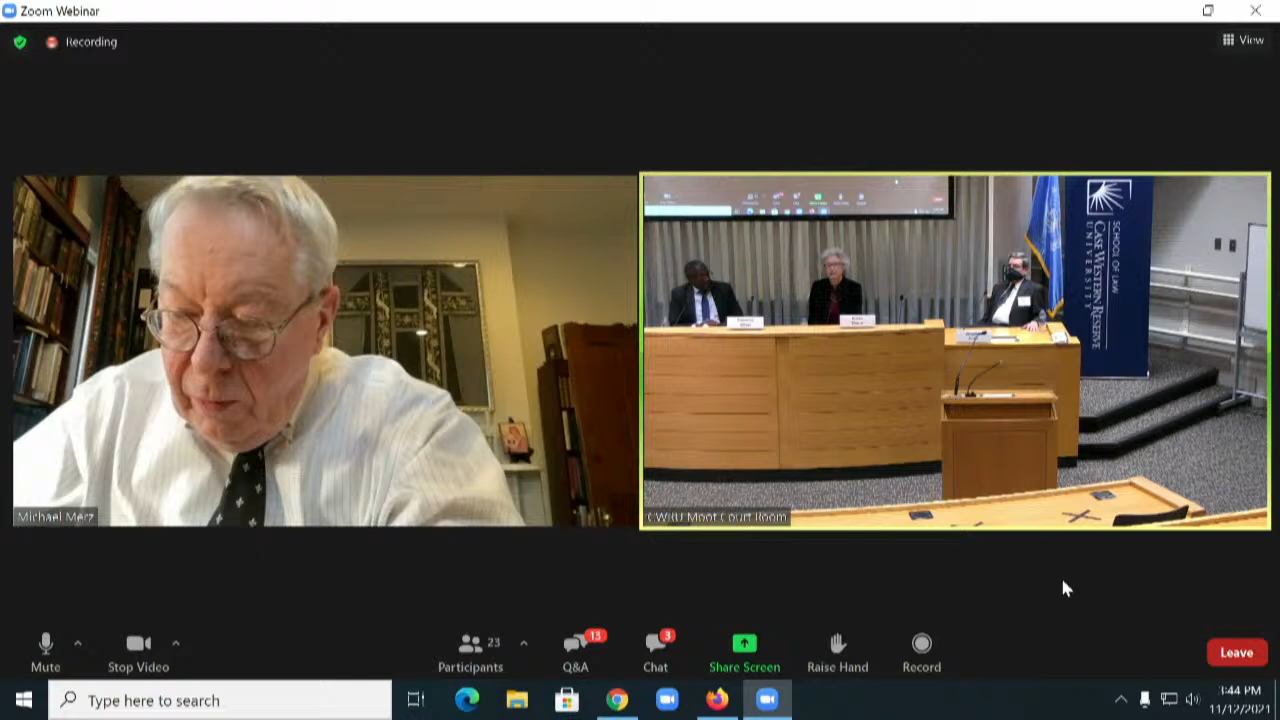 Zoom Webinar
Recording
View
SCHOOL OF LAW
CASE WESTERN RESERVE
UNIVERSITY
Michael Merz
CWRU Moot Court Room
Mute
Stop Video
23
Participants
13
Q&A
3
Chat
Share Screen
Raise Hand
Record
Leave
Type here to search
3:44 PM
11/12/2021